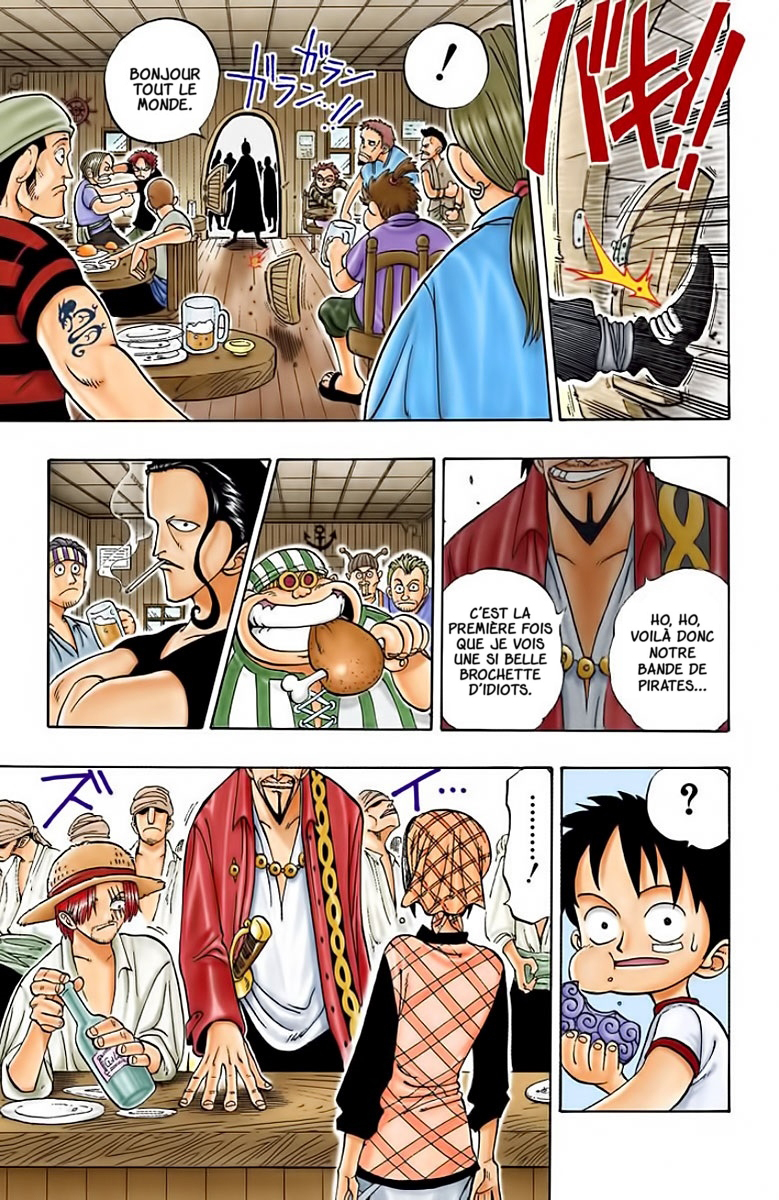 バキ!!
!
ガラン
ガラン…!!
BONJOUR
TOUT LE
MONDE.
HO, HO,
VOILÀ DONC
NOTRE
BANDE DE
PIRATES...
C'EST LA
PREMIÈRE FOIS
QUE JE VOIS
UNE SI BELLE
BROCHETTE
D'IDIOTS.
?
........!
ズイ…